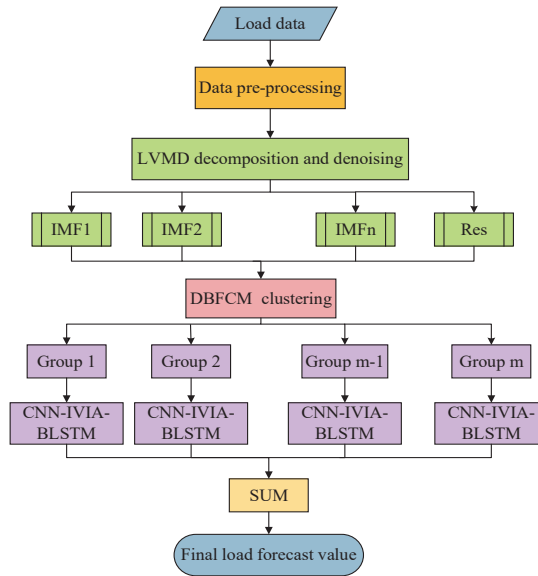 Load data
Data pre-processing
LVMD decomposition and denoising
IMF1
IMF2
IMFn
Res
DBFCM clustering
Group 1
Group 2
Group m-1
Group m
CNN-IVIA-
BLSTM
CNN-IVIA-
BLSTM
CNN-IVIA-
BLSTM
CNN-IVIA-
BLSTM
SUM
Final load forecast value